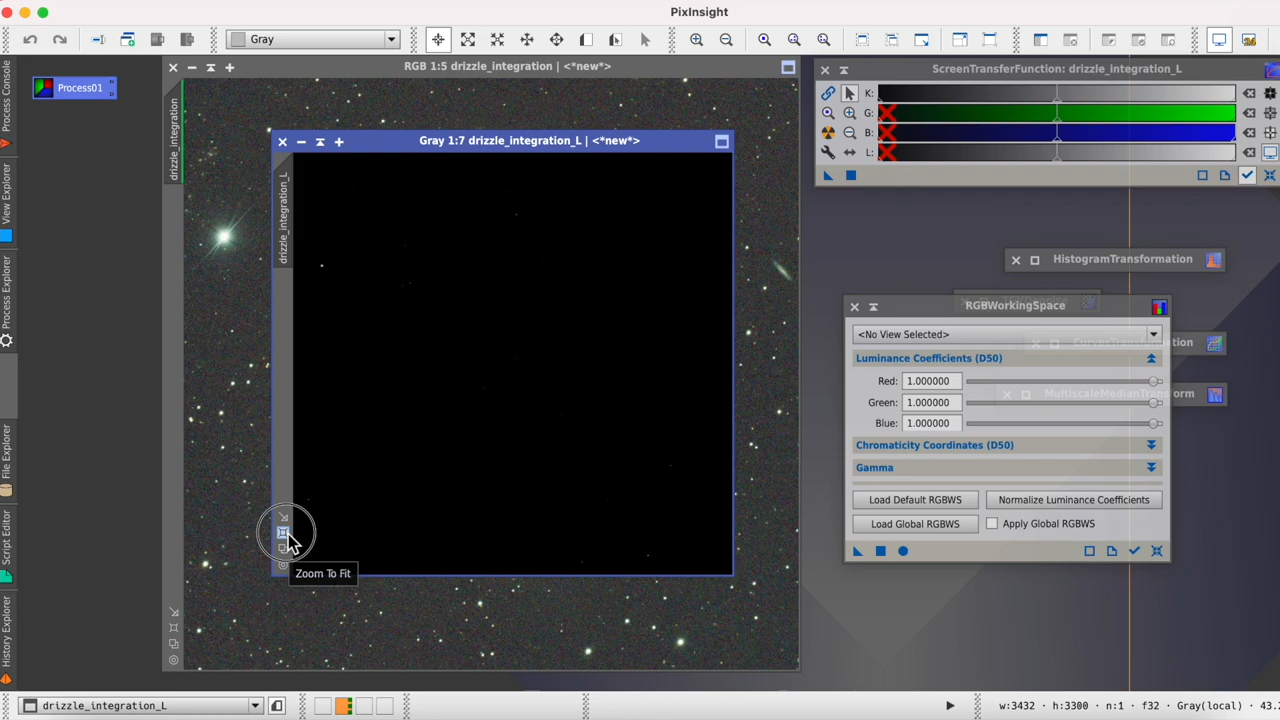 PixInsight
Gray
Process01
Process Console
View Explorer
Process Explorer
File Explorer
Script Editor
History Explorer
RGB 1:5 drizzle_integration | <*new*>
drizzle_integration
Gray 1:7 drizzle_integration_L | <*new*>
drizzle_integration_L
Zoom To Fit
ScreenTransferFunction: drizzle_integration_L
K:
G:
B:
L:
HistogramTransformation
RGBWorkingSpace
<No View Selected>
CurvesTransformation
Luminance Coefficients (D50)
Red: 1.000000
MultiscaleMedianTransform
Green: 1.000000
Blue: 1.000000
Chromaticity Coordinates (D50)
Gamma
Load Default RGBWS
Normalize Luminance Coefficients
Load Global RGBWS
Apply Global RGBWS
drizzle_integration_L
w:3432 · h:3300 · n:1 · f32 · Gray(local) · 43.2